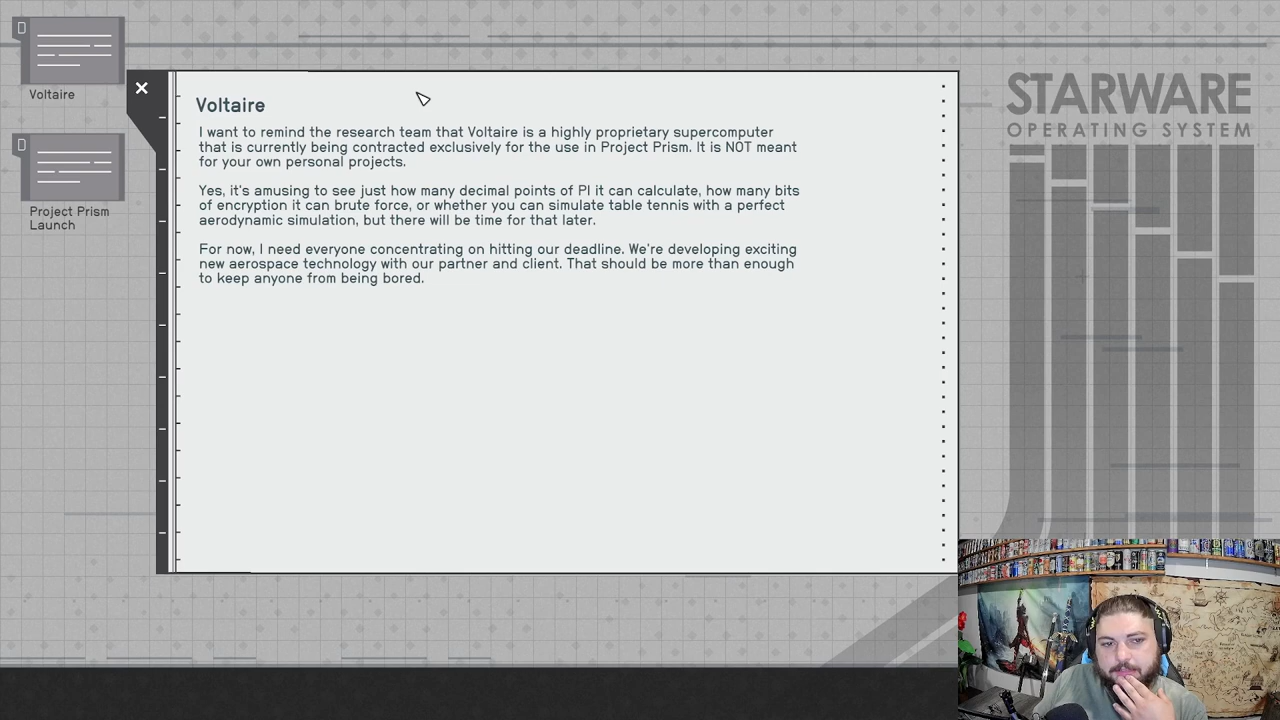 D
Voltaire
D
Project Prism
Launch
Voltaire
I want to remind the research team that Voltaire is a highly proprietary supercomputer
that is currently being contracted exclusively for the use in Project Prism. It is NOT meant
for your own personal projects.
Yes, it's amusing to see just how many decimal points of PI it can calculate, how many bits
of encryption it can brute force, or whether you can simulate table tennis with a perfect
aerodynamic simulation, but there will be time for that later.
For now, I need everyone concentrating on hitting our deadline. We're developing exciting
new aerospace technology with our partner and client. That should be more than enough
to keep anyone from being bored.
STARWARE
OPERATING SYSTEM